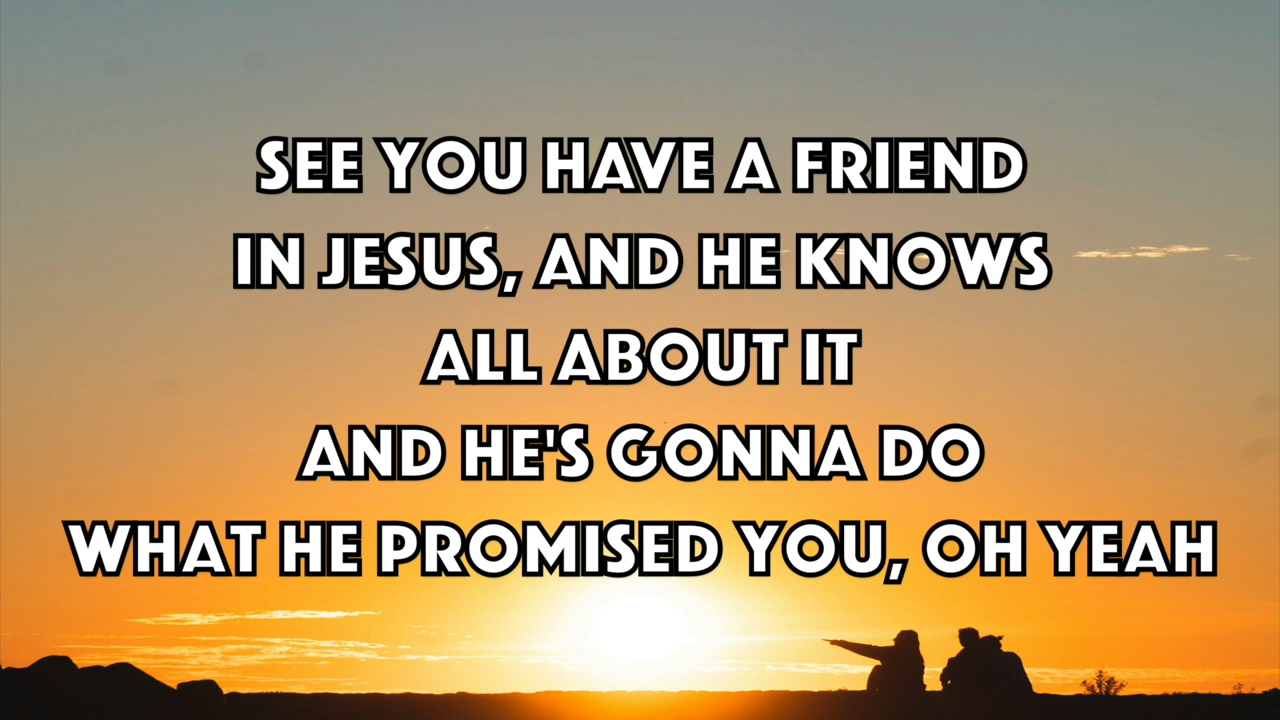 SEE YOU HAVE A FRIEND
IN JESUS, AND HE KNOWS
ALL ABOUT IT
AND HE'S GONNA DO
WHAT HE PROMISED YOU, OH YEAH